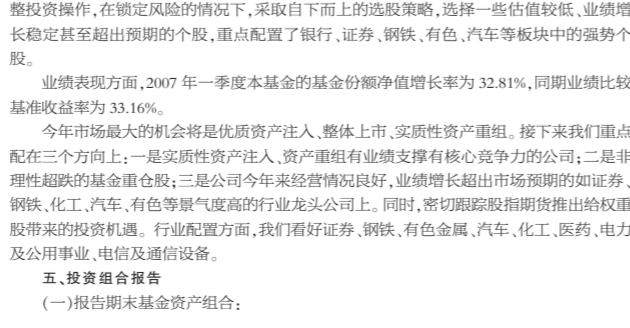 整投资操作,在锁定风险的情况下,采取自下而上的选股策略,选择一些估值较低、业绩增
长稳定甚至超出预期的个股,重点配置了银行、证券、钢铁、有色、汽车等板块中的强势个
股。
业绩表现方面,2007 年一季度本基金的基金份额净值增长率为 32.81%,同期业绩比较
基准收益率为 33.16%。
今年市场最大的机会将是优质资产注入、整体上市、实质性资产重组。接下来我们重点
配在三个方向上:一是实质性资产注入、资产重组有业绩支撑有核心竞争力的公司;二是非
理性超跌的基金重仓股;三是公司今年来经营情况良好,业绩增长超出市场预期的如证券、
钢铁、化工、汽车、有色等景气度高的行业龙头公司上。同时,密切跟踪股指期货推出给权重
股带来的投资机遇。 行业配置方面,我们看好证券、钢铁、有色金属、汽车、化工、医药、电力
及公用事业、电信及通信设备。
五、投资组合报告
(一)报告期末基金资产组合: